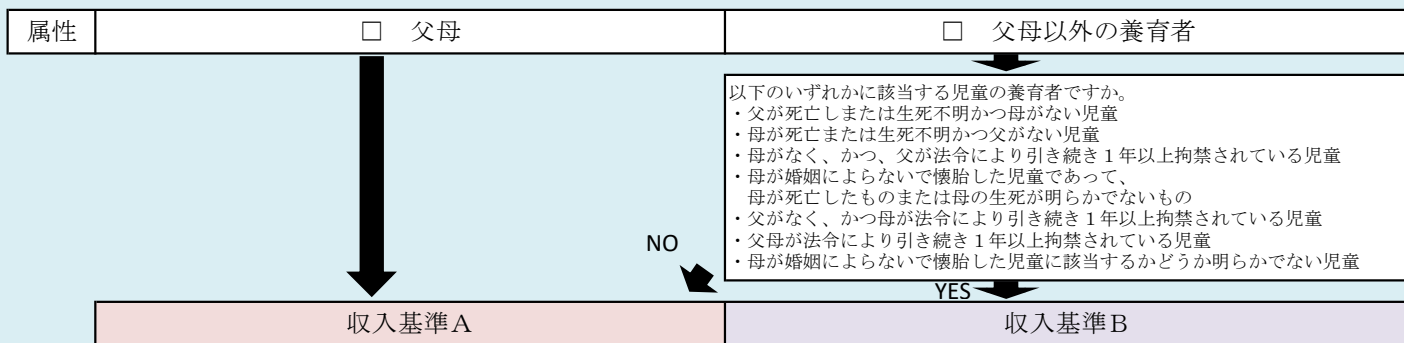 属性
□ 父母
□ 父母以外の養育者
以下のいずれかに該当する児童の養育者ですか。
・父が死亡しまたは生死不明かつ母がない児童
・母が死亡または生死不明かつ父がない児童
・母がなく、かつ、父が法令により引き続き１年以上拘禁されている児童
・母が婚姻によらないで懐胎した児童であって、
母が死亡したものまたは母の生死が明らかでないもの
・父がなく、かつ母が法令により引き続き１年以上拘禁されている児童
・父母が法令により引き続き１年以上拘禁されている児童
・母が婚姻によらないで懐胎した児童に該当するかどうか明らかでない児童
NO
YES
収入基準Ａ
収入基準Ｂ